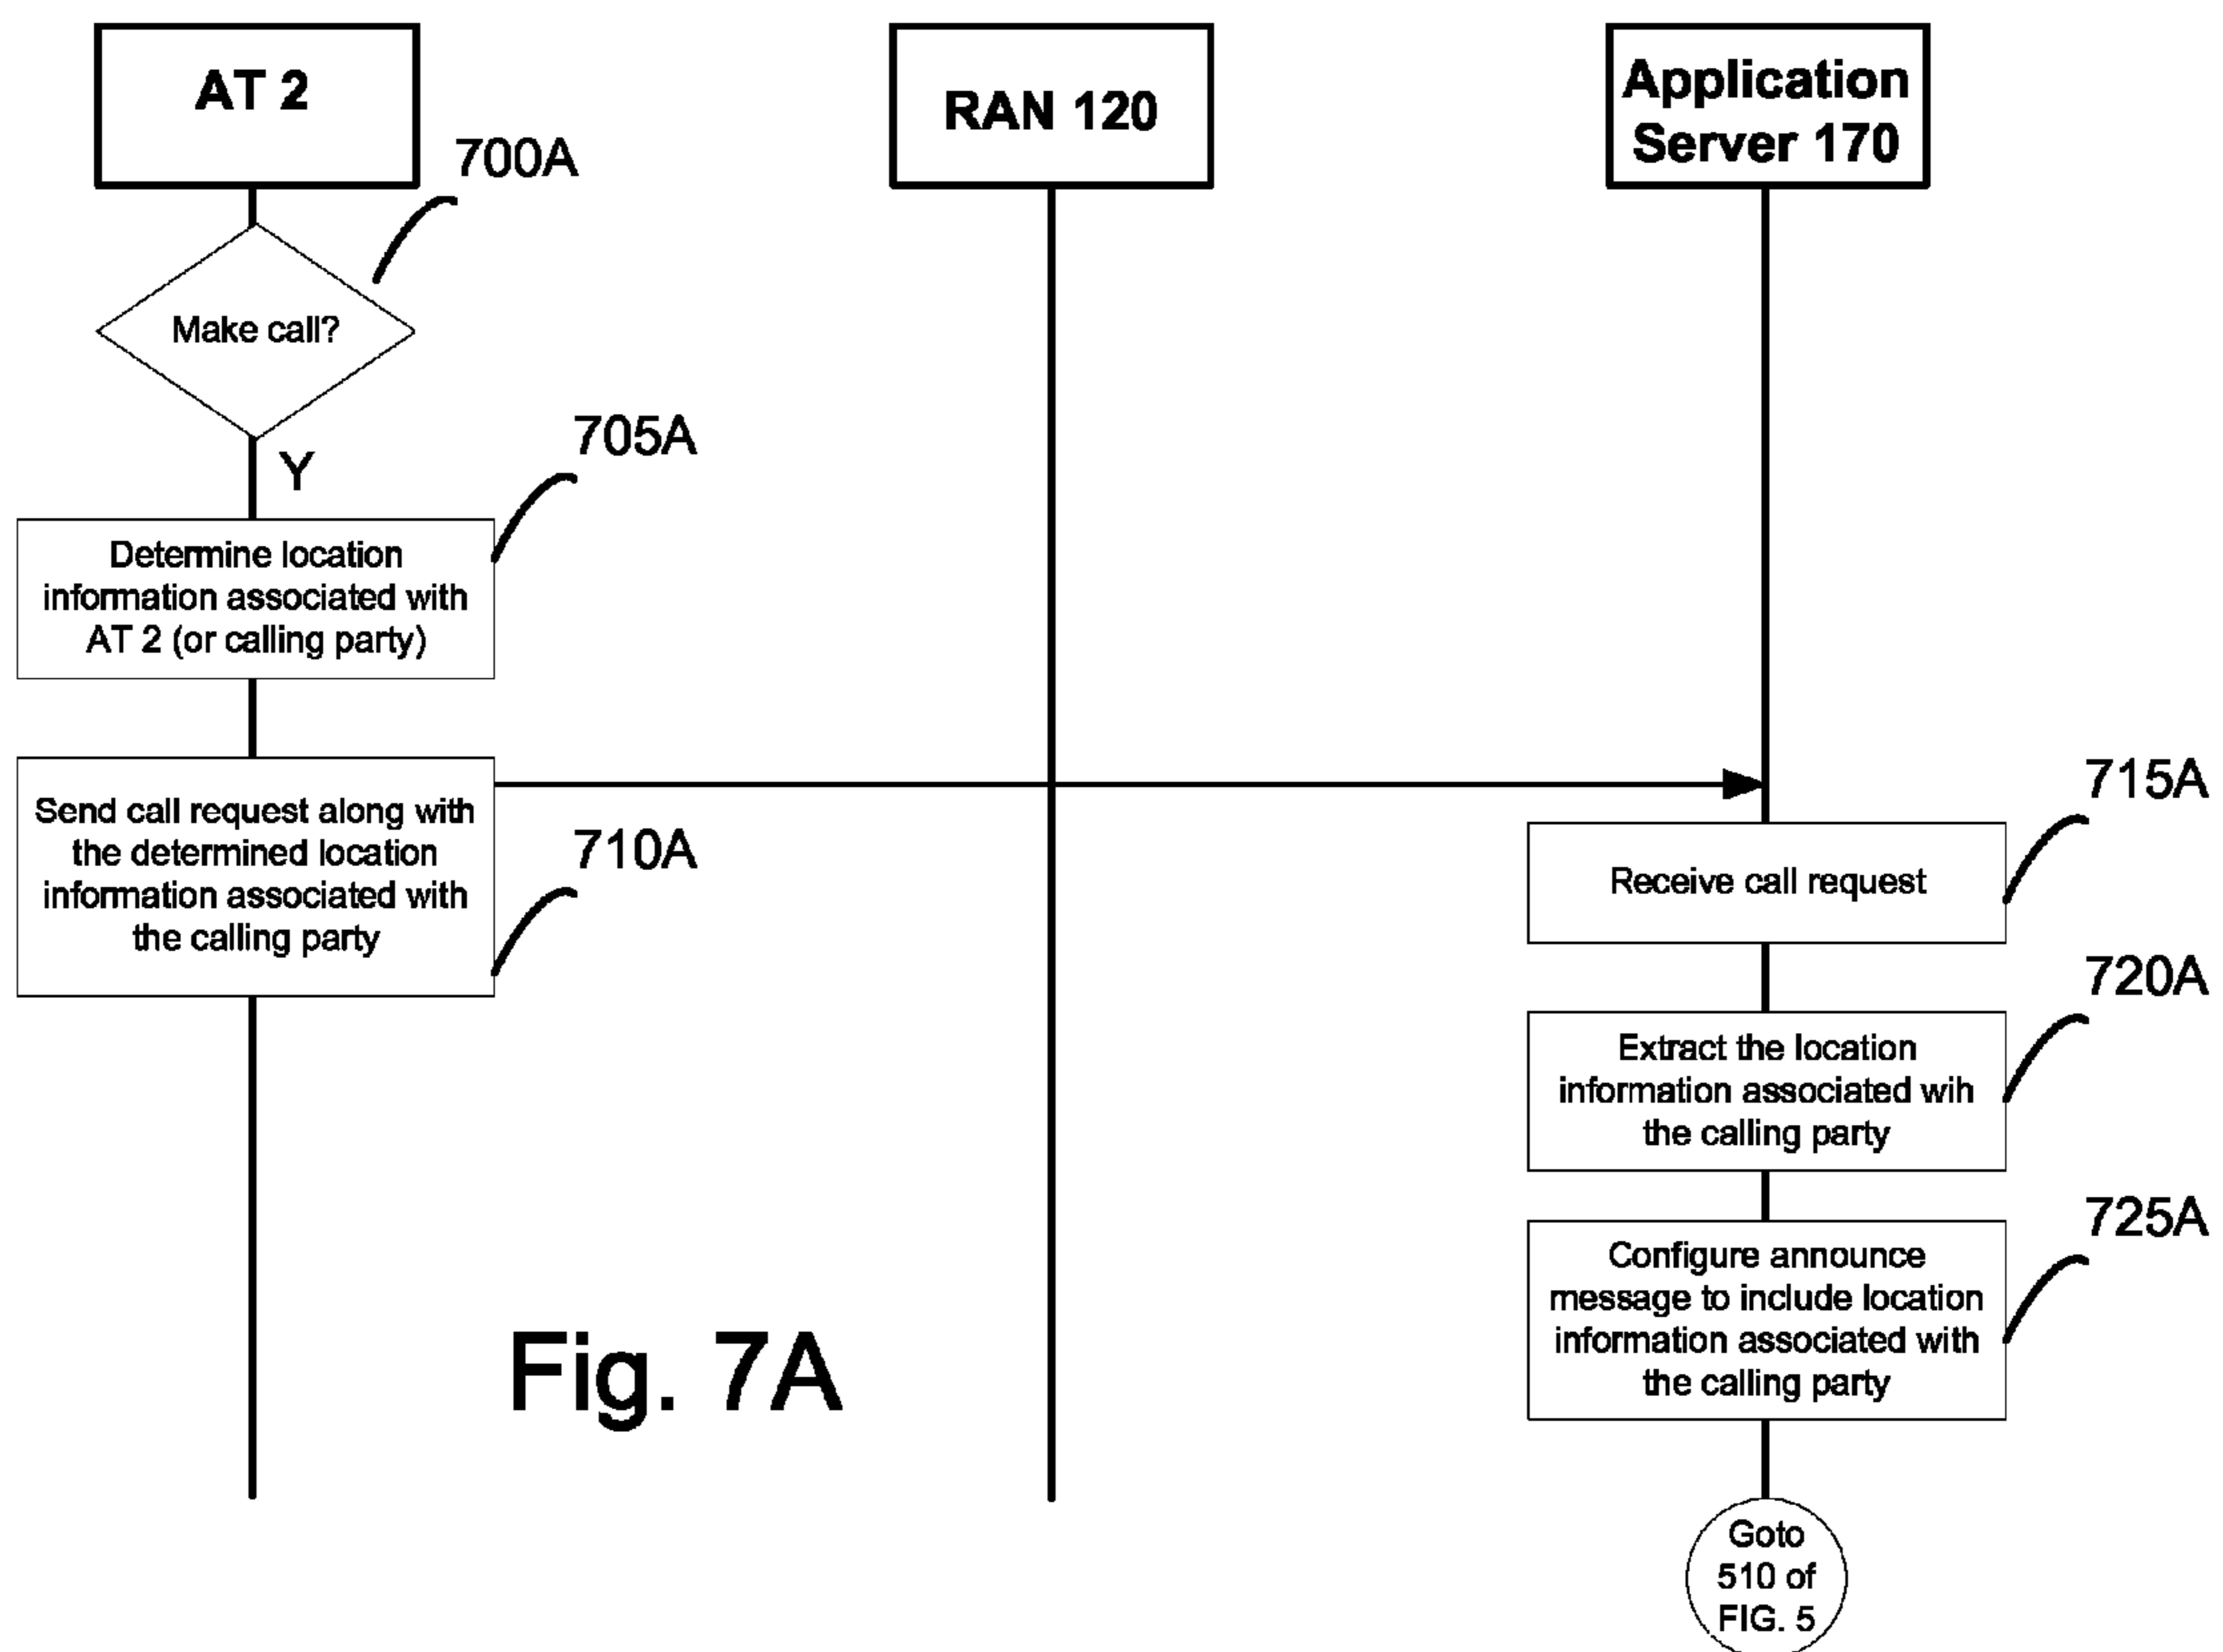 AT 2
RAN 120
Application
Server 170
700A
Make call?
Y
705A
Determine location
information associated with
AT 2 (or calling party)
Send call request along with
the determined location
information associated with
the calling party
710A
715A
Receive call request
720A
Extract the location
information associated wih
the calling party
725A
Configure announce
message to include location
information associated with
the calling party
Goto
510 of
FIG. 5
Fig. 7A